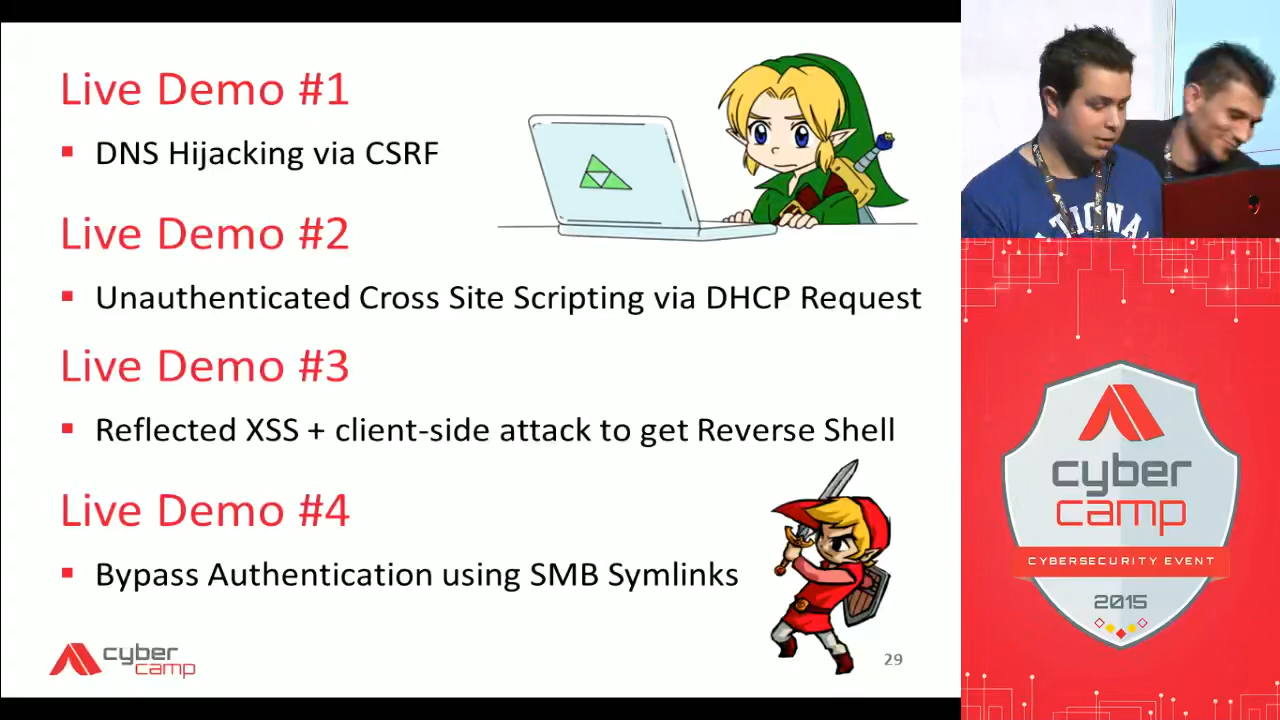 Live Demo #1
▪ DNS Hijacking via CSRF
Live Demo #2
▪ Unauthenticated Cross Site Scripting via DHCP Request
Live Demo #3
▪ Reflected XSS + client-side attack to get Reverse Shell
Live Demo #4
▪ Bypass Authentication using SMB Symlinks
cyber
camp
29
TIONA
cyber
camp
CYBERSECURITY EVENT
2015